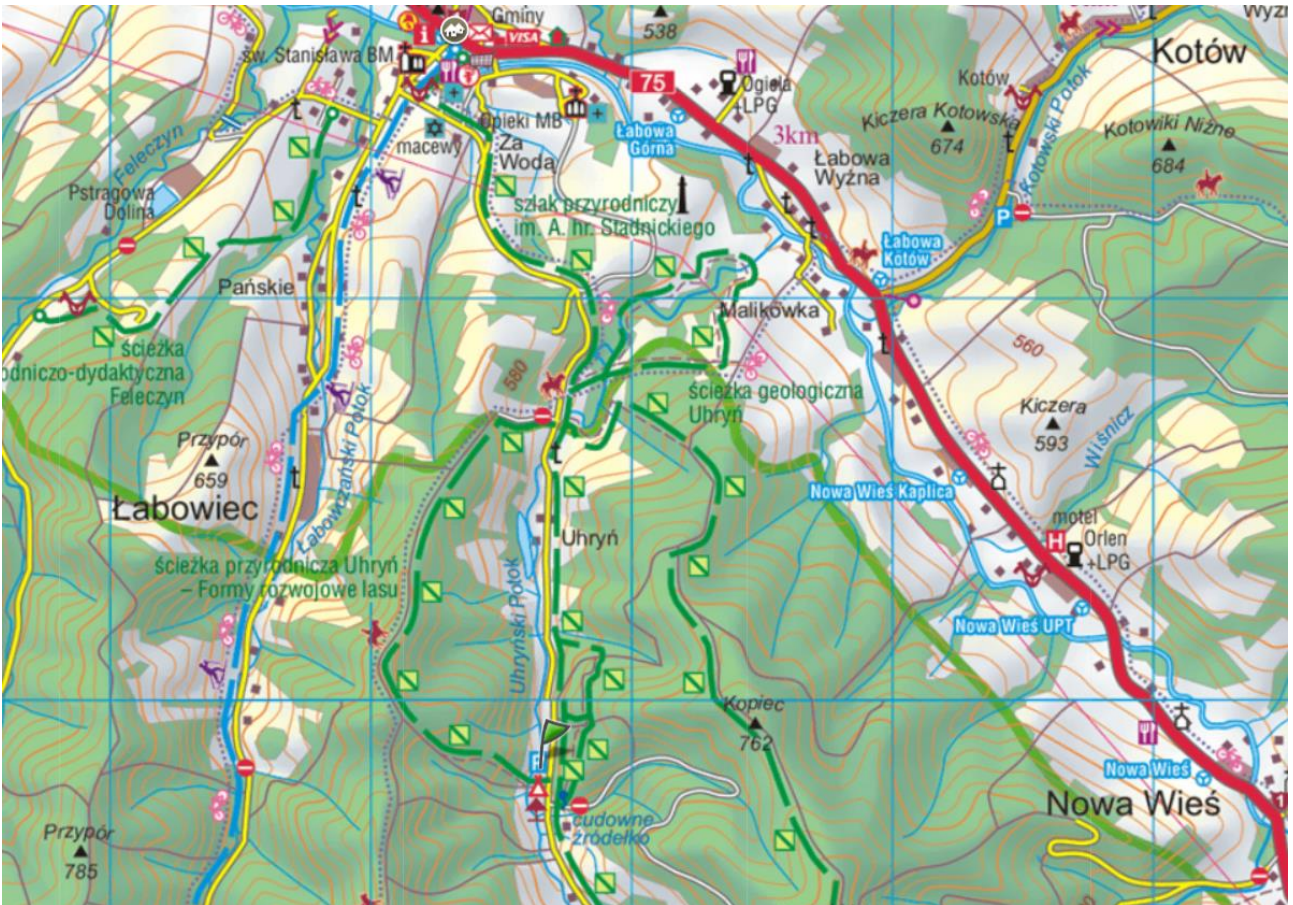 Gminy
538
VISA
i
św. Stanisława BM
75
Ogiela
+LPG
Kotów
Kotów
Kiczera Kotowska
674
Kotowski Potok
Kotowiki Niżne
684
Opieki MB
macewy
Za
Wodą
Łabowa
Górna
3km
Łabowa
Wyżna
Feleczyn
Pstrągowa
Dolina
szlak przyrodniczy
im. A. hr. Stadnickiego
P
Łabowa
Kotów
Pańskie
Malikówka
ścieżka
odniczo-dydaktyczna
Feleczyn
580
560
ścieżka geologiczna
Uhryń
Kiczera
593
Wiśnicz
Przypór
659
Łabowiec
Łabowczański Potok
Nowa Wieś Kaplica
motel
H
Orlen
+LPG
Uhryń
ścieżka przyrodnicza Uhryń
– Formy rozwojowe lasu
Uhryński Potok
Nowa Wieś UPT
Kopiec
762
P
Nowa Wieś
Nowa Wieś
cudowne
źródełko
Przypór
785
1